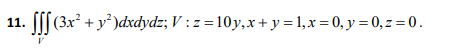 11. ∭_V (3x² + y²)dxdydz; V : z = 10y, x + y = 1, x = 0, y = 0, z = 0.